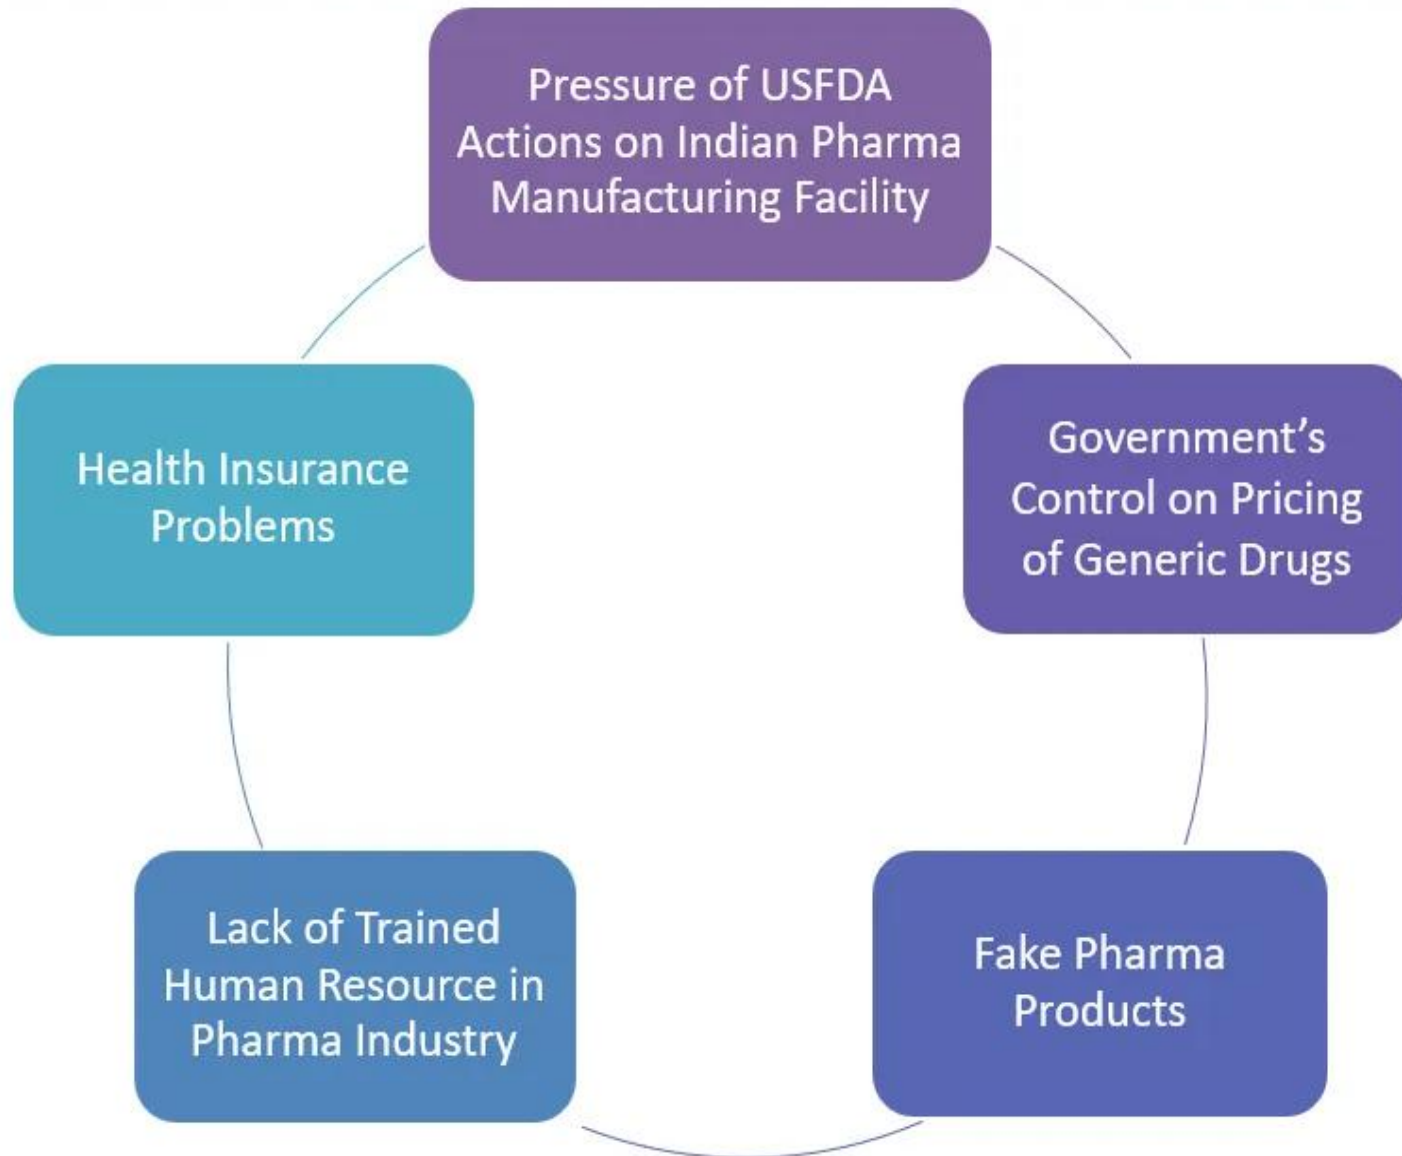 Pressure of USFDA
Actions on Indian Pharma
Manufacturing Facility
Government’s
Control on Pricing
of Generic Drugs
Fake Pharma
Products
Lack of Trained
Human Resource in
Pharma Industry
Health Insurance
Problems